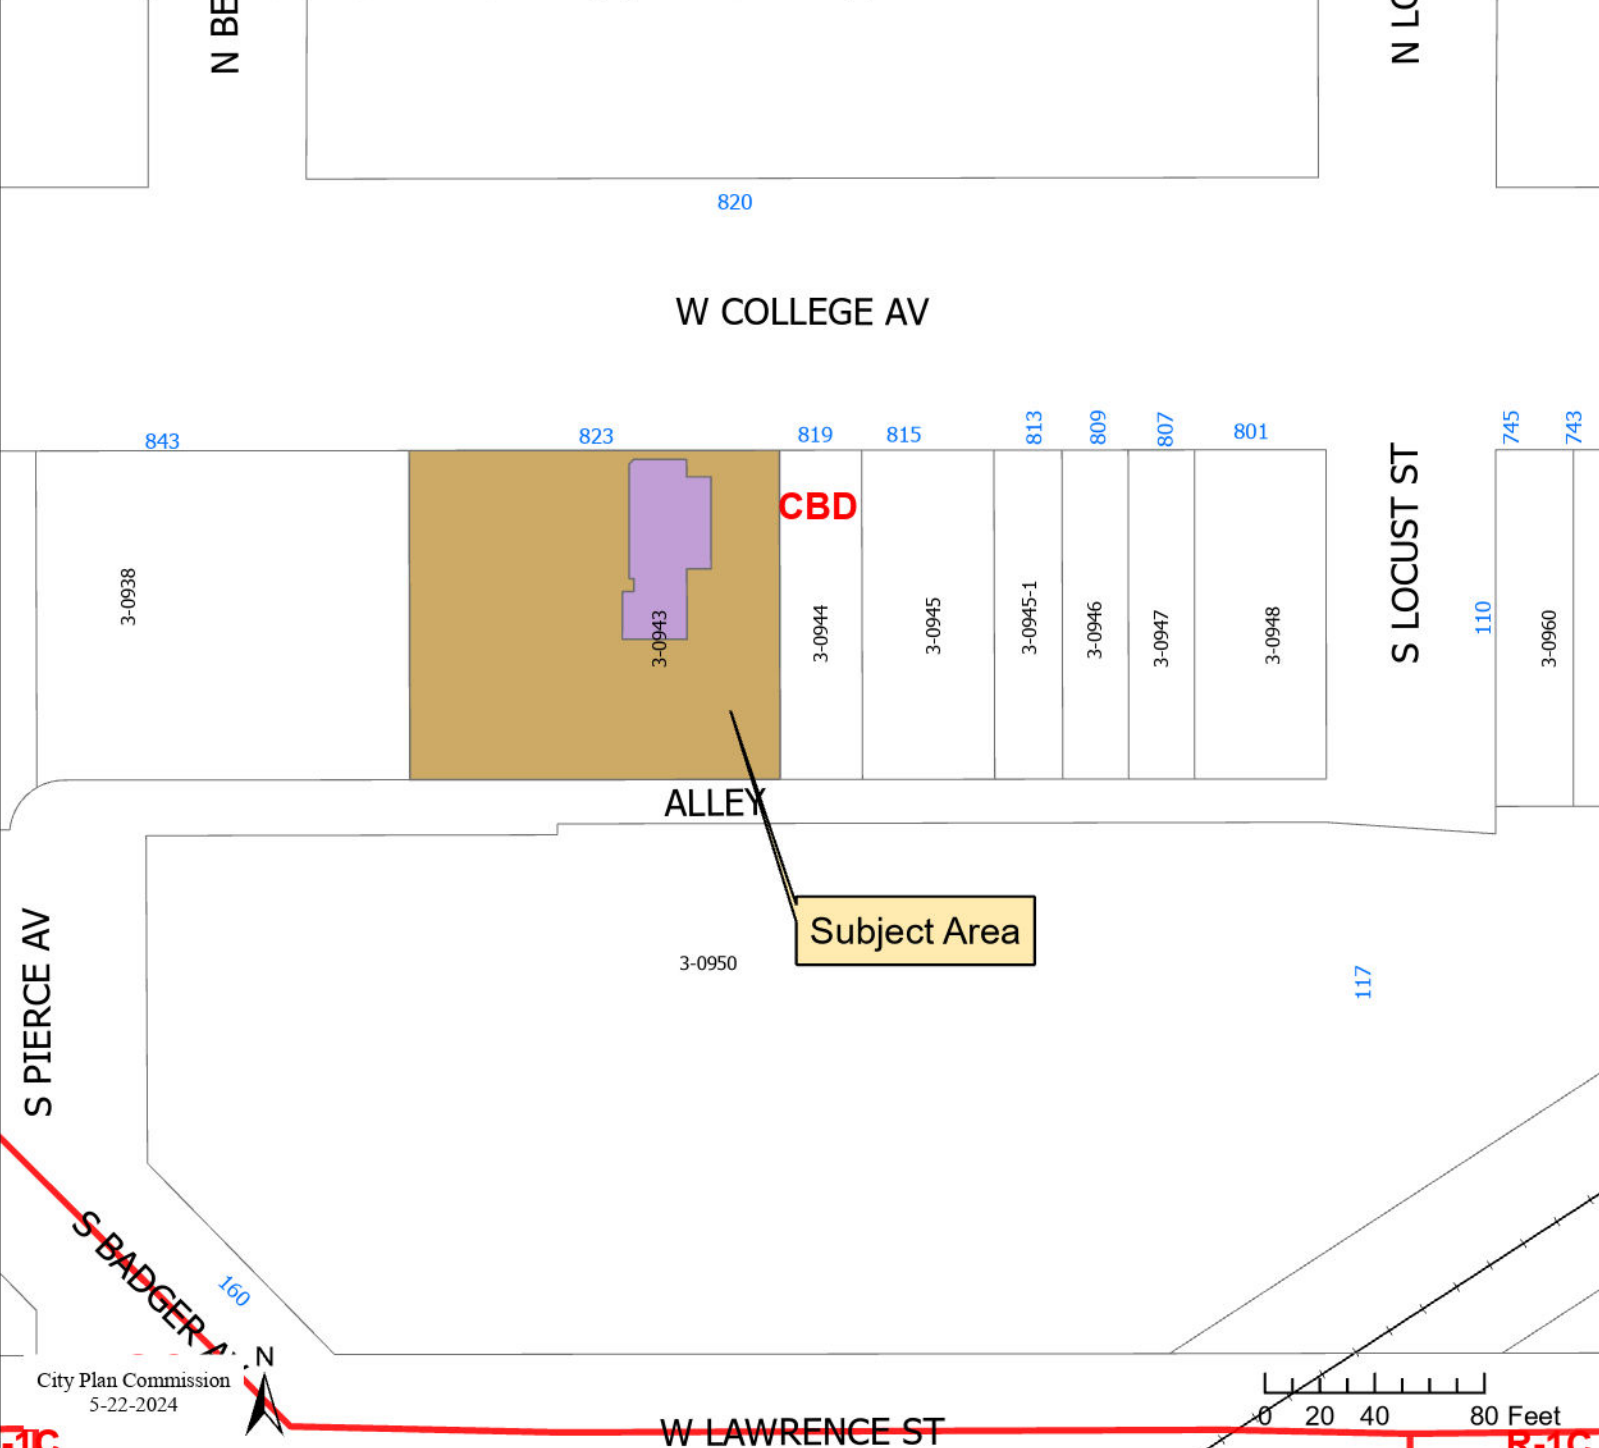 N BE
N LO
820
W COLLEGE AV
843
823
819
815
813
809
807
801
745
743
CBD
S LOCUST ST
3-0938
3-0943
3-0944
3-0945
3-0945-1
3-0946
3-0947
3-0948
110
3-0960
ALLEY
Subject Area
3-0950
117
S PIERCE AV
S BADGER A
160
N
City Plan Commission
5-22-2024
0 20 40 80 Feet
W LAWRENCE ST
-1C
R-1C